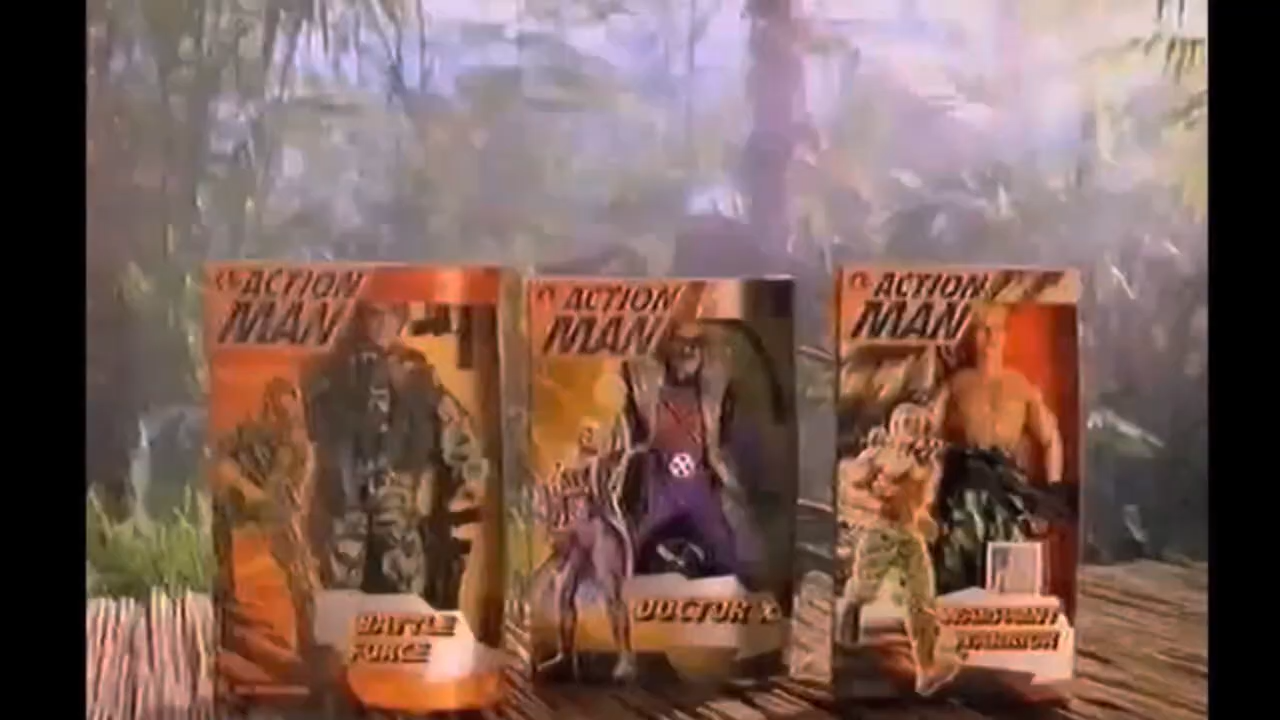 ACTION
MAN
BATTLE
FORCE
ACTION
MAN
DOCTOR X
ACTION
MAN